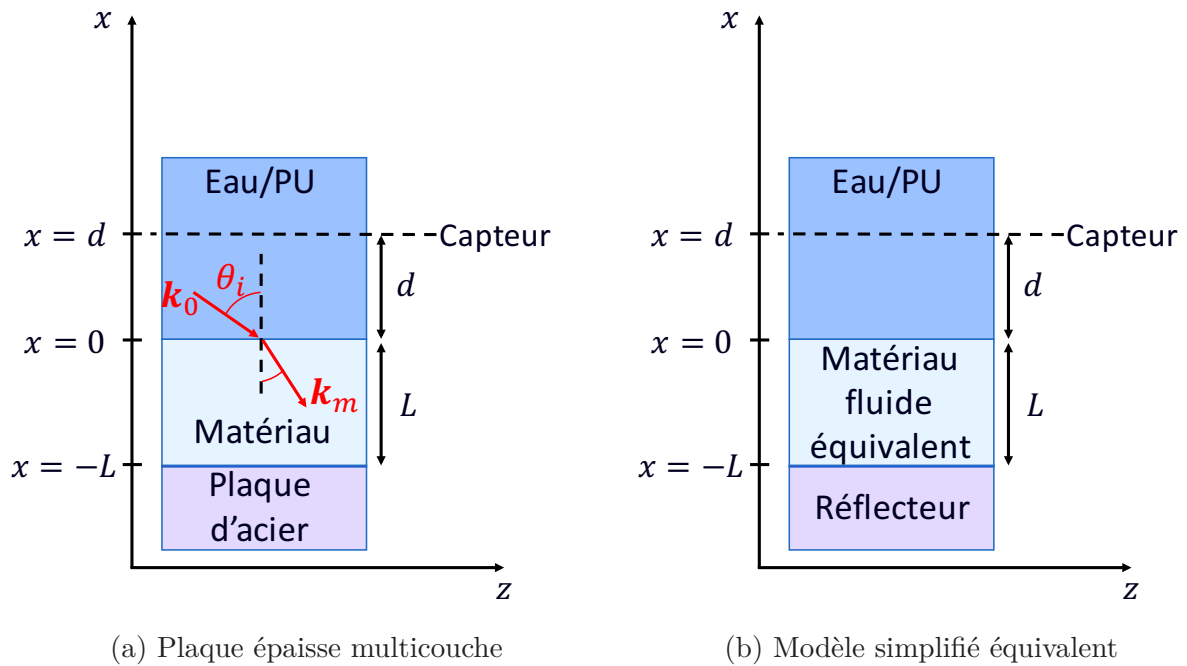 x
Eau/PU
x = d
Capteur
θᵢ
d
k₀
x = 0
kₘ
L
Matériau
x = −L
Plaque
d'acier
z
(a) Plaque épaisse multicouche
x
Eau/PU
x = d
Capteur
d
x = 0
Matériau
fluide
équivalent
L
x = −L
Réflecteur
z
(b) Modèle simplifié équivalent